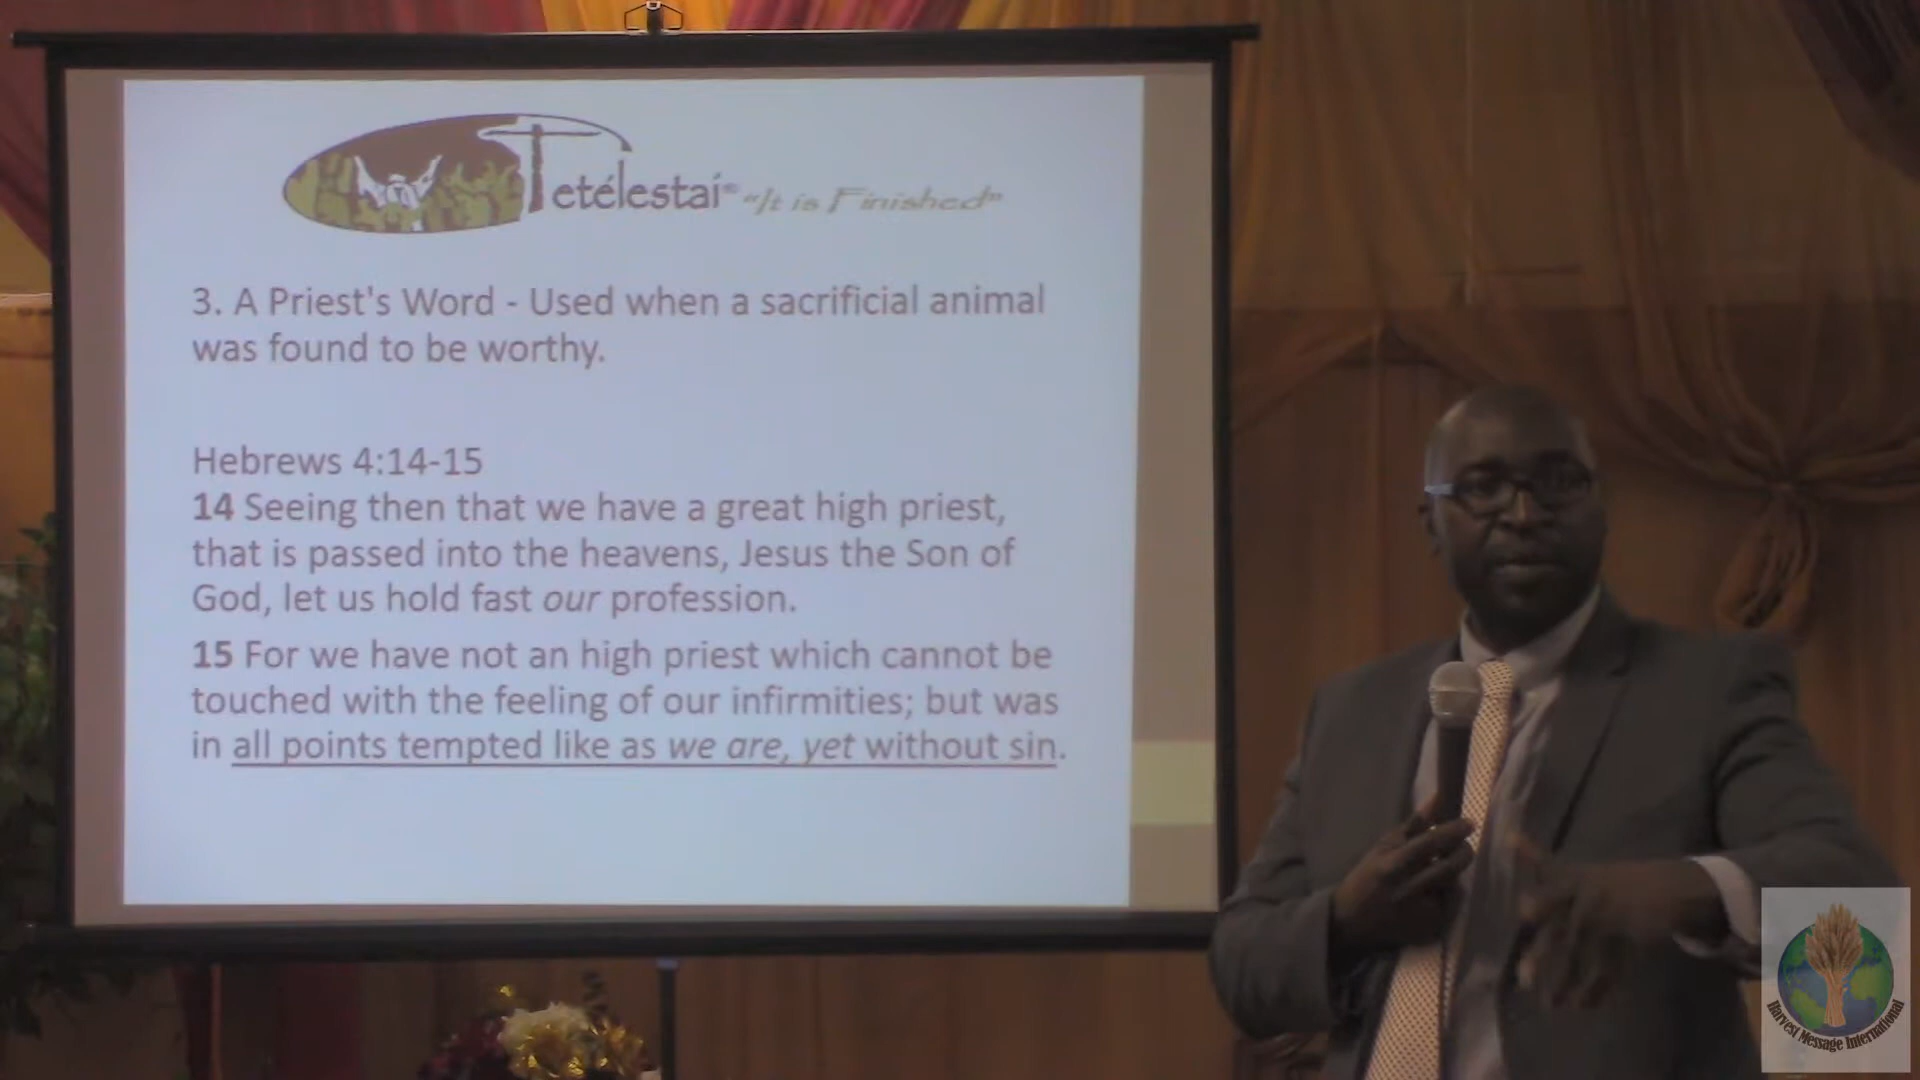 Tetélestai® "It is Finished"
3. A Priest's Word - Used when a sacrificial animal
was found to be worthy.
Hebrews 4:14-15
14 Seeing then that we have a great high priest,
that is passed into the heavens, Jesus the Son of
God, let us hold fast our profession.
15 For we have not an high priest which cannot be
touched with the feeling of our infirmities; but was
in all points tempted like as we are, yet without sin.
Harvest Message International